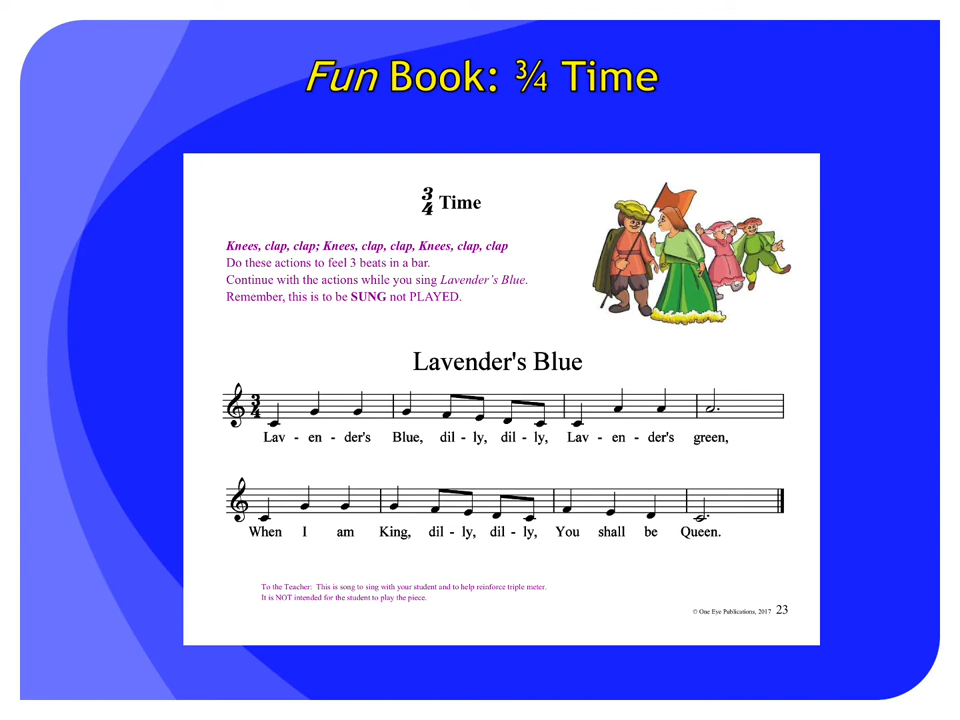 Fun Book: ¾ Time
3/4 Time
Knees, clap, clap; Knees, clap, clap, Knees, clap, clap
Do these actions to feel 3 beats in a bar.
Continue with the actions while you sing Lavender's Blue.
Remember, this is to be SUNG not PLAYED.
Lavender's Blue
3/4
Lav - en - der's Blue, dil - ly, dil - ly, Lav - en - der's green,
When I am King, dil - ly, dil - ly, You shall be Queen.
To the Teacher: This is song to sing with your student and to help reinforce triple meter.
It is NOT intended for the student to play the piece.
© One Eye Publications, 2017 23